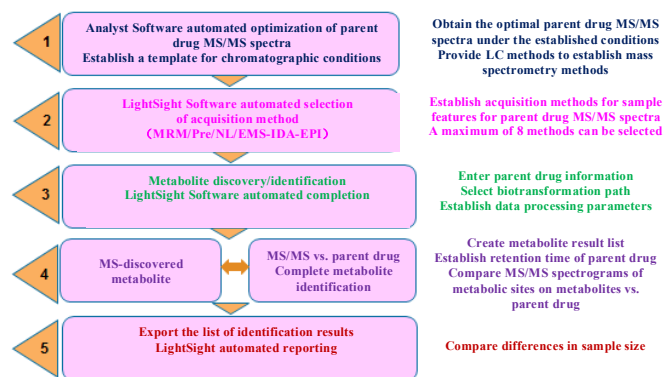 1
Analyst Software automated optimization of parent
drug MS/MS spectra
Establish a template for chromatographic conditions
Obtain the optimal parent drug MS/MS
spectra under the established conditions
Provide LC methods to establish mass
spectrometry methods
2
LightSight Software automated selection
of acquisition method
（MRM/Pre/NL/EMS-IDA-EPI）
Establish acquisition methods for sample
features for parent drug MS/MS spectra
A maximum of 8 methods can be selected
3
Metabolite discovery/identification
LightSight Software automated completion
Enter parent drug information
Select biotransformation path
Establish data processing parameters
4
MS-discovered
metabolite
MS/MS vs. parent drug
Complete metabolite
identification
Create metabolite result list
Establish retention time of parent drug
Compare MS/MS spectrograms of
metabolic sites on metabolites vs.
parent drug
5
Export the list of identification results
LightSight automated reporting
Compare differences in sample size